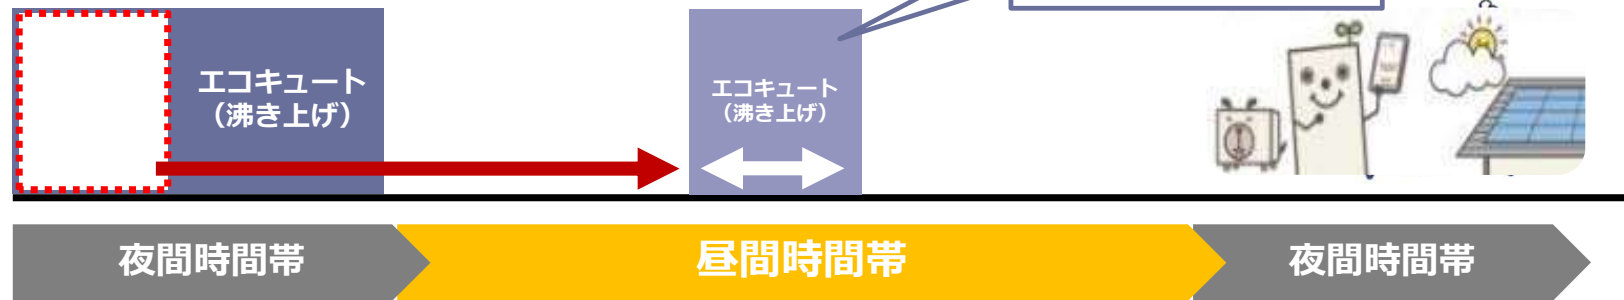 エコキュート
（沸き上げ）
エコキュート
（沸き上げ）
夜間時間帯
昼間時間帯
夜間時間帯